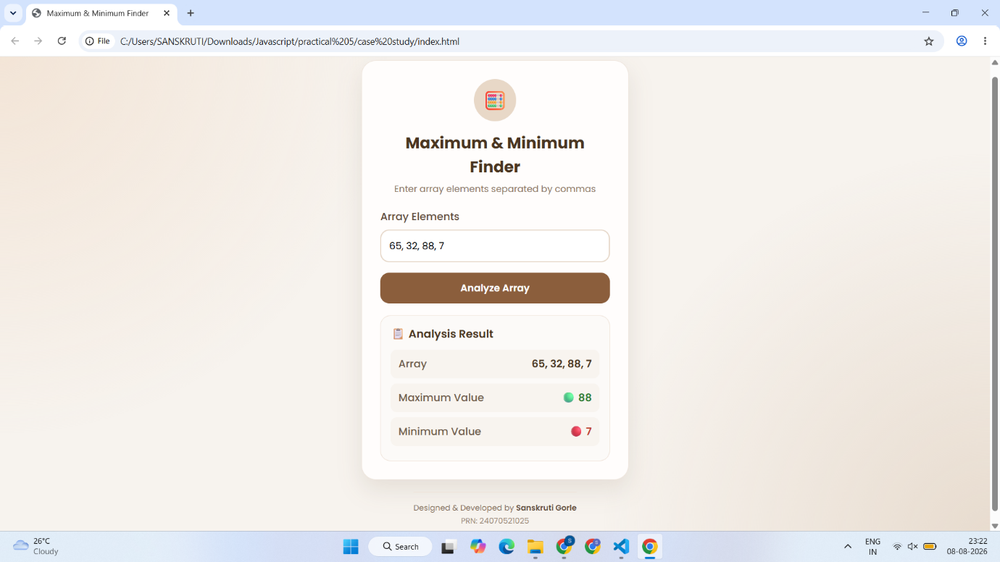 Maximum & Minimum Finder
File
C:/Users/SANSKRUTI/Downloads/Javascript/practical%205/case%20study/index.html
Maximum & Minimum
Finder
Enter array elements separated by commas
Array Elements
65, 32, 88, 7
Analyze Array
Analysis Result
Array 65, 32, 88, 7
Maximum Value 88
Minimum Value 7
Designed & Developed by Sanskruti Gorle
PRN: 24070521025
26°C
Cloudy
Search
S
S
ENG
IN
23:22
08-08-2026